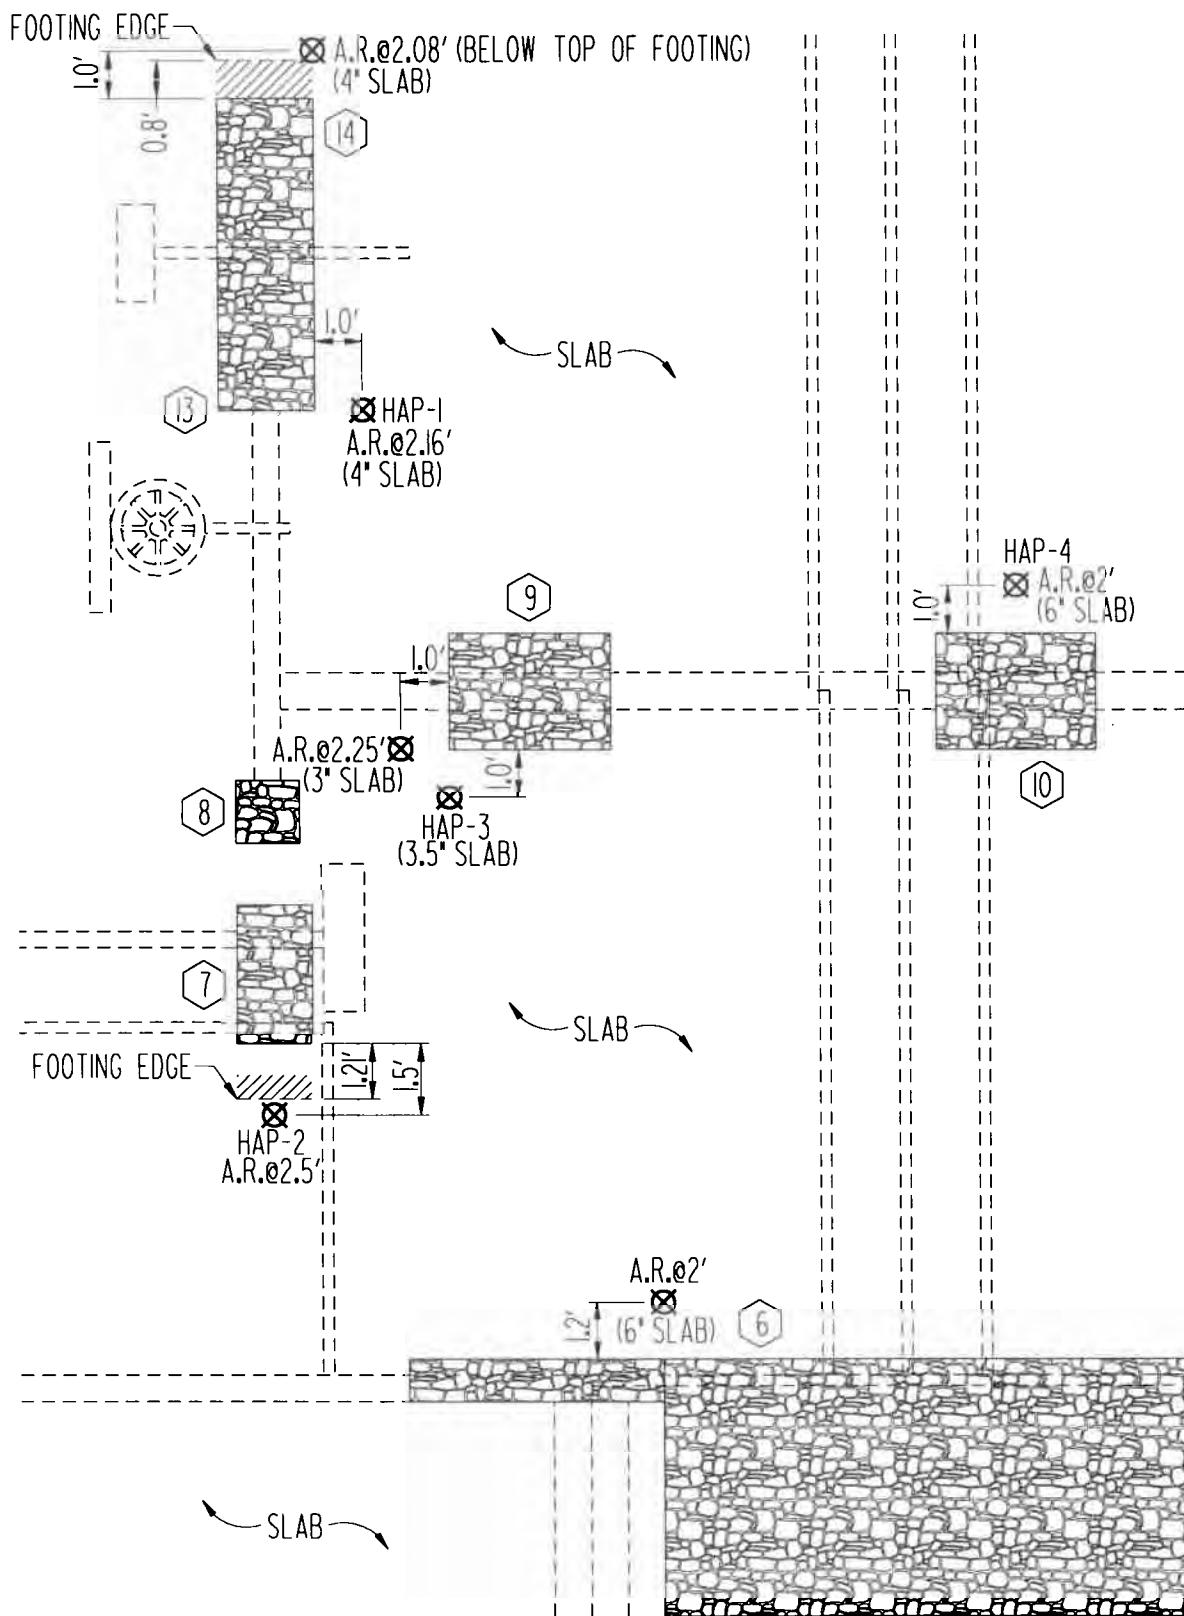 FOOTING EDGE
A.R.@2.08' (BELOW TOP OF FOOTING)
(4" SLAB)
1.0'
0.8'
14
1.0'
SLAB
13
HAP-1
A.R.@2.16'
(4" SLAB)
HAP-4
A.R.@2'
(6" SLAB)
1.0'
9
1.0'
A.R.@2.25'
(3" SLAB)
1.0'
10
8
HAP-3
(3.5" SLAB)
7
SLAB
FOOTING EDGE
1.21'
1.5'
HAP-2
A.R.@2.5'
A.R.@2'
(6" SLAB)
1.2'
6
SLAB